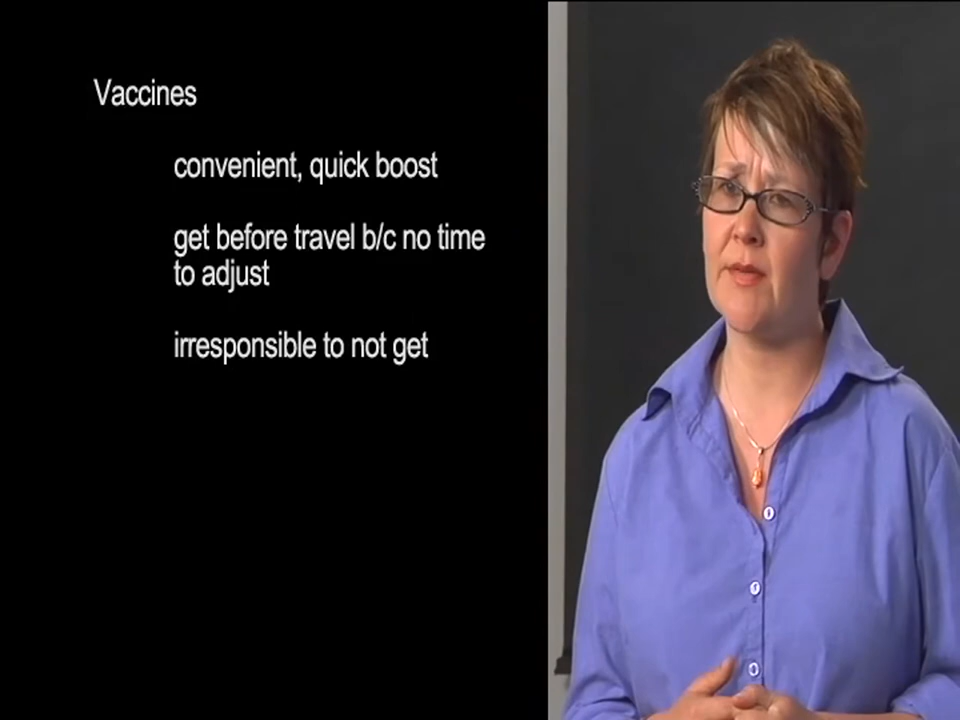 Vaccines
convenient, quick boost
get before travel b/c no time
to adjust
irresponsible to not get